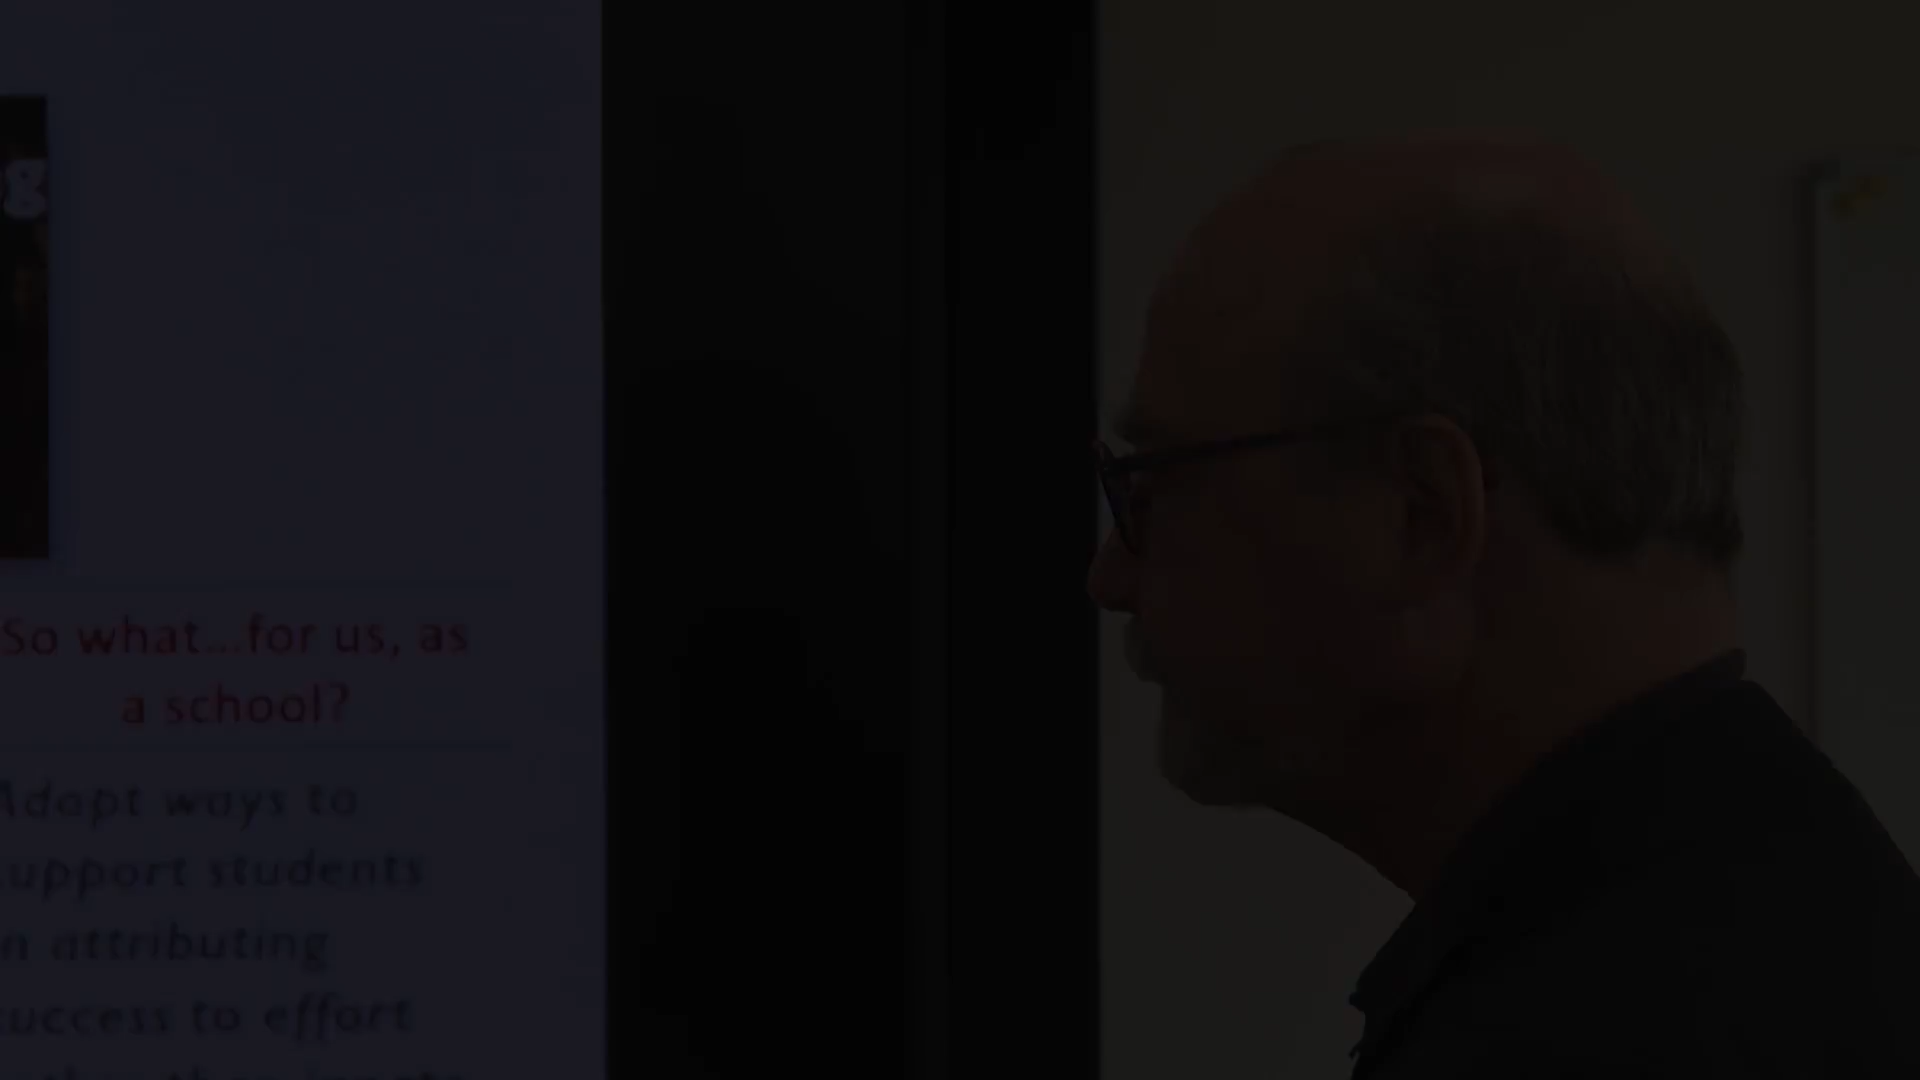 g
So what...for us, as
a school?
Adapt ways to
support students
in attributing
success to effort